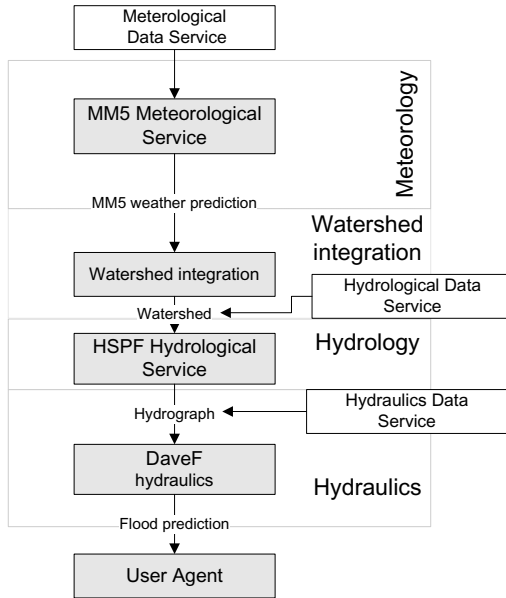 Meterological
Data Service
MM5 Meteorological
Service
Meteorology
MM5 weather prediction
Watershed
integration
Watershed integration
Hydrological Data
Service
Watershed
HSPF Hydrological
Service
Hydrology
Hydraulics Data
Service
Hydrograph
DaveF
hydraulics
Hydraulics
Flood prediction
User Agent